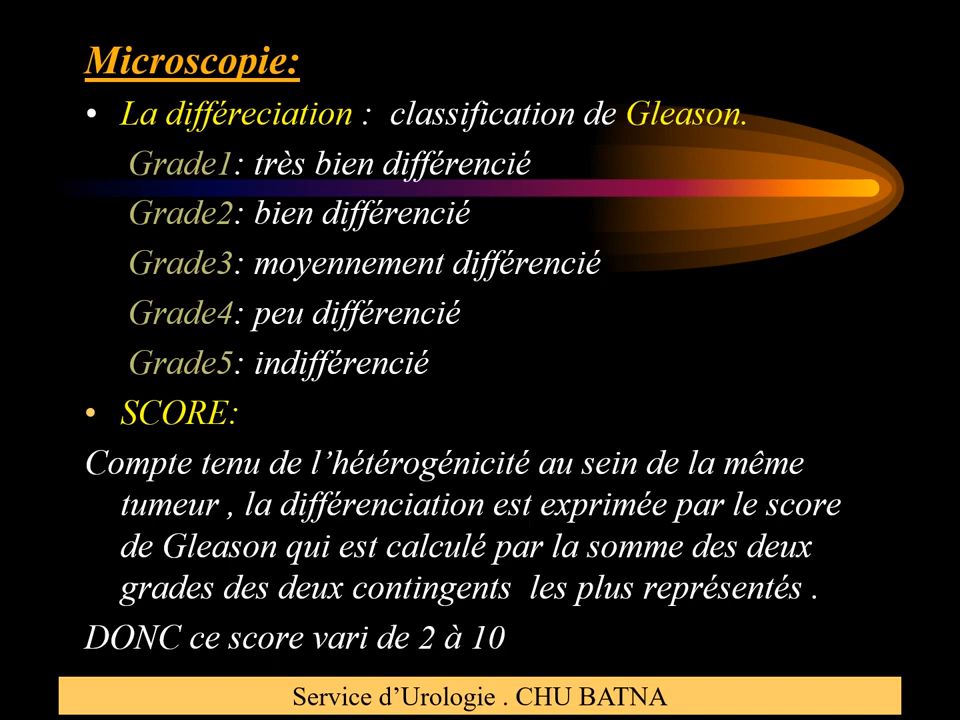 Microscopie:
• La différeciation : classification de Gleason.
Grade1: très bien différencié
Grade2: bien différencié
Grade3: moyennement différencié
Grade4: peu différencié
Grade5: indifférencié
• SCORE:
Compte tenu de l’hétérogénicité au sein de la même
tumeur , la différenciation est exprimée par le score
de Gleason qui est calculé par la somme des deux
grades des deux contingents les plus représentés .
DONC ce score vari de 2 à 10
Service d’Urologie . CHU BATNA